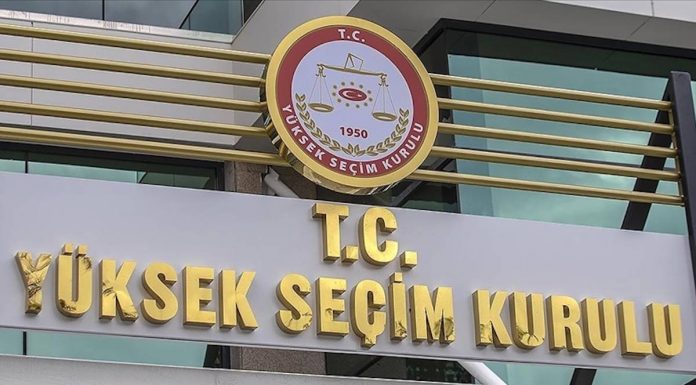 T.C.
YÜKSEK SEÇİM KURULU
1950
T.C.
YÜKSEK SEÇİM KURULU